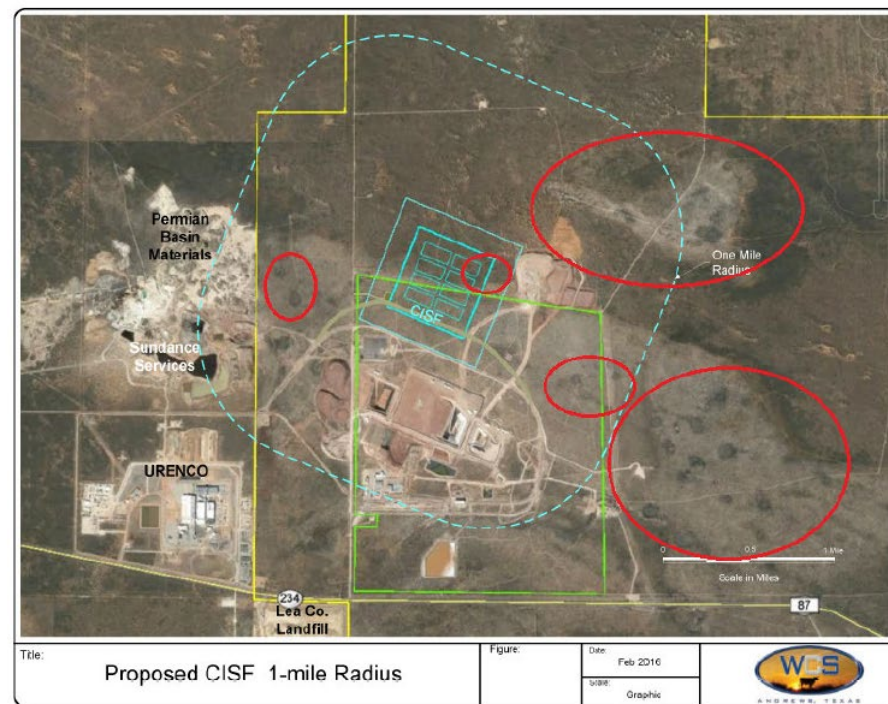 Permian
Basin
Materials
One Mile
Radius
CISF
Sundance
Services
URENCO
0
0.5
1 Mile
Scale in Miles
234
87
Lea Co.
Landfill
Title:
Proposed CISF 1-mile Radius
Figure:
Date:
Feb 2016
Scale:
Graphic
WCS
ANDREWS, TEXAS